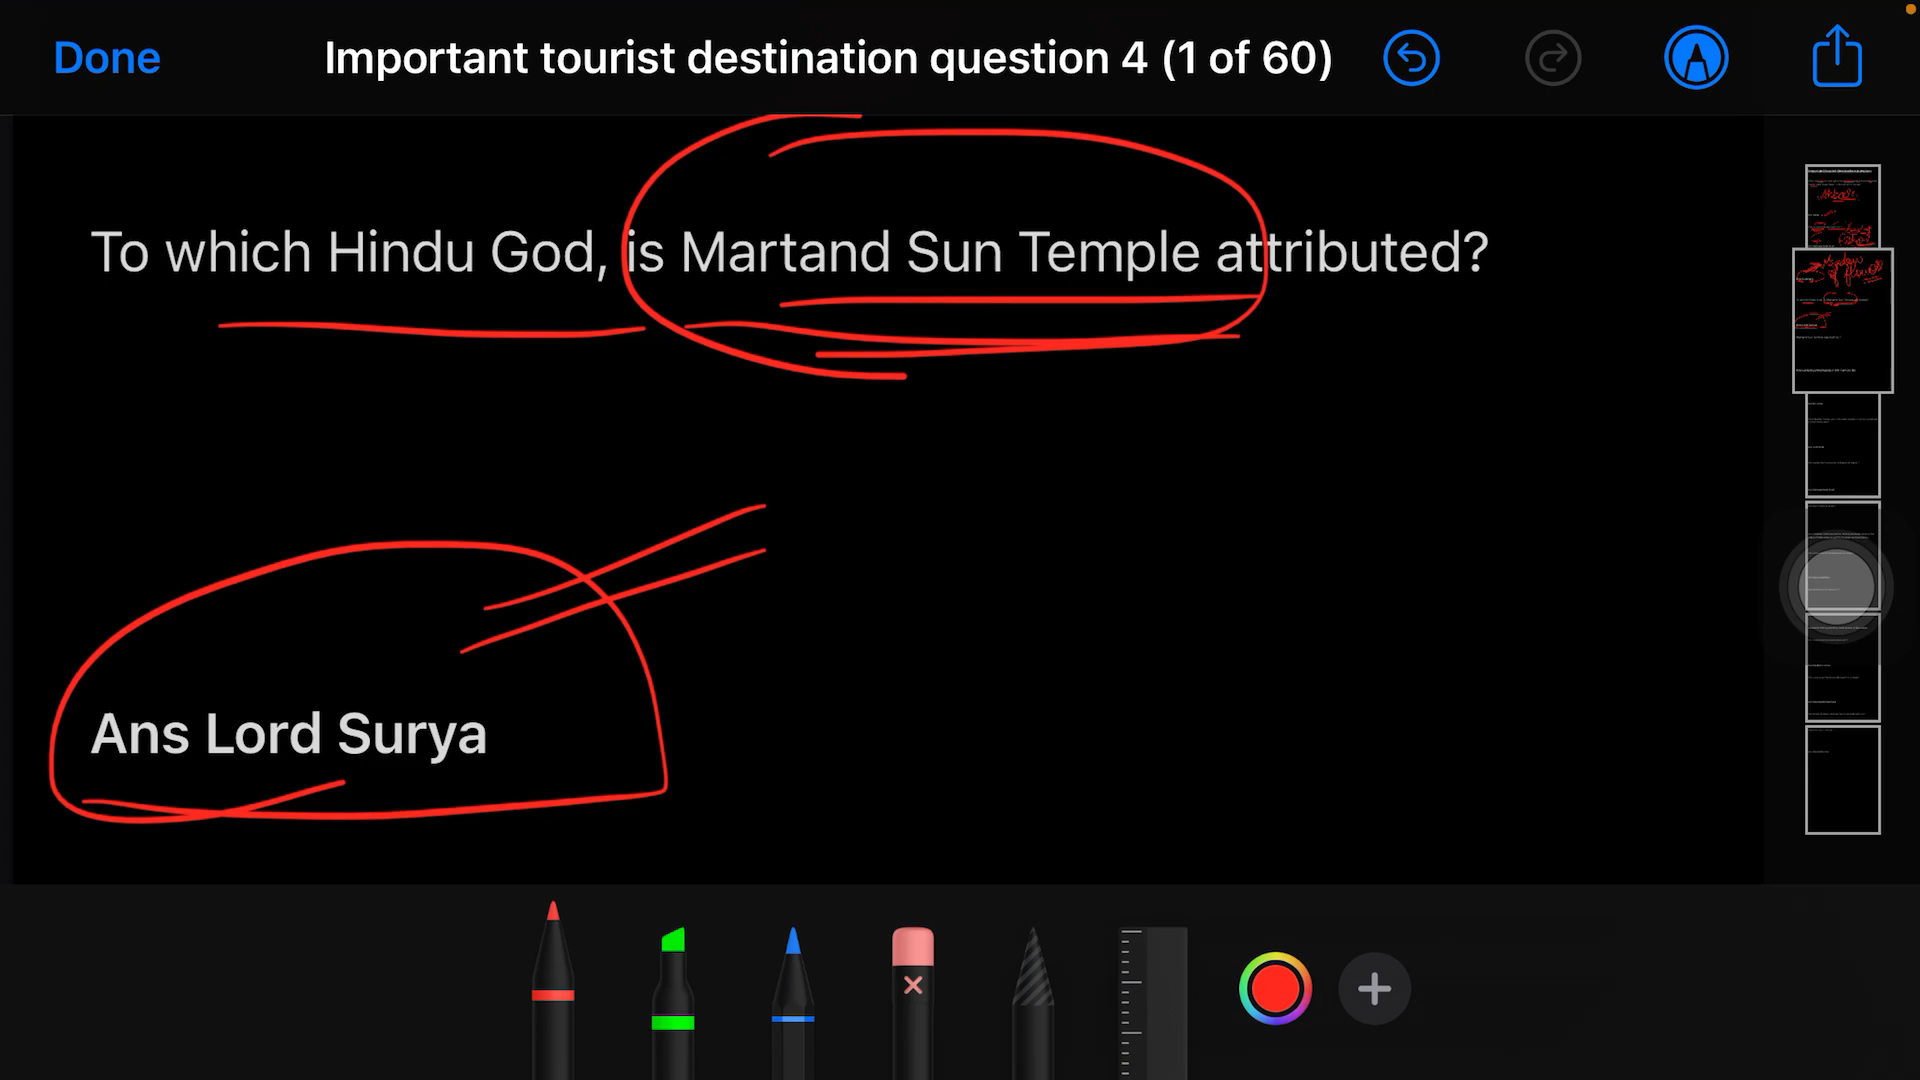 Done
Important tourist destination question 4 (1 of 60)
To which Hindu God, is Martand Sun Temple attributed?
Ans Lord Surya